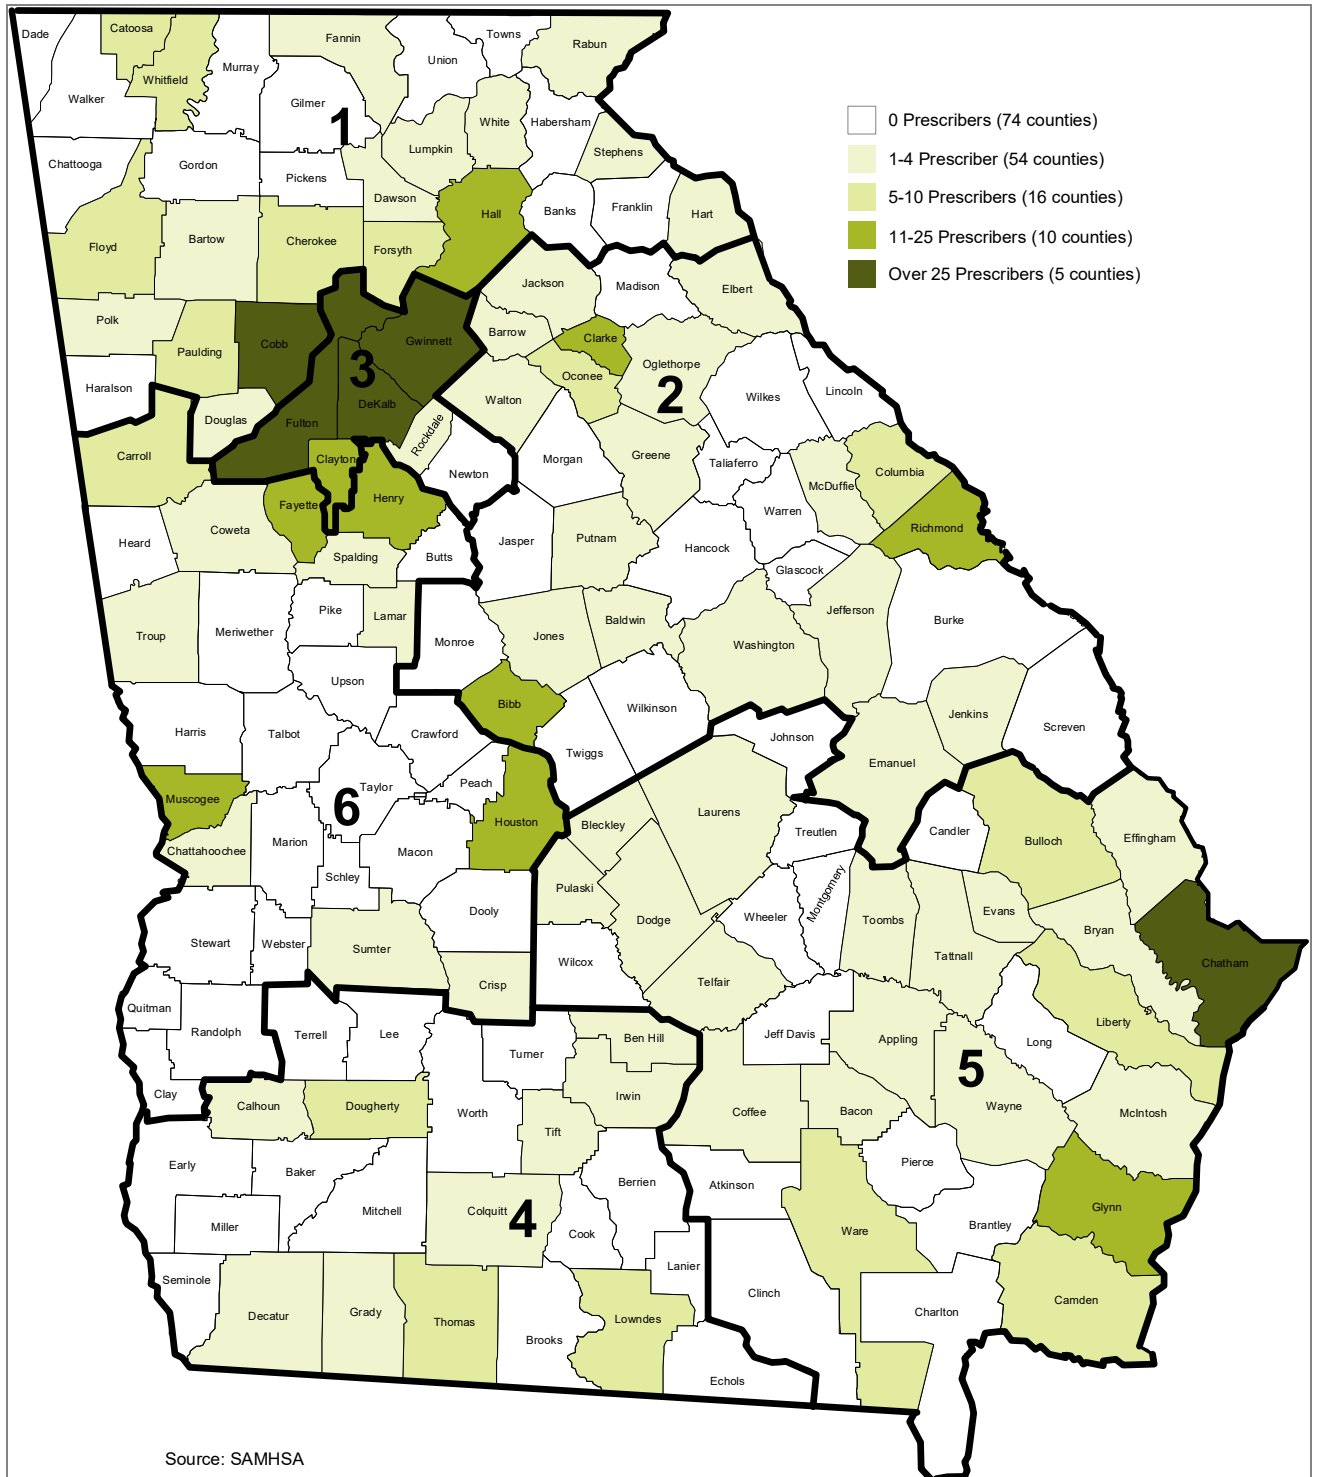 Dade
Catoosa
Fannin
Towns
Rabun
Union
Whitfield
Murray
Walker
Gilmer
1
White
Habersham
Lumpkin
Stephens
Chattooga
Gordon
Pickens
Dawson
Hall
Banks
Franklin
Hart
Floyd
Bartow
Cherokee
Forsyth
0 Prescribers (74 counties)
1-4 Prescriber (54 counties)
5-10 Prescribers (16 counties)
11-25 Prescribers (10 counties)
Over 25 Prescribers (5 counties)
Jackson
Madison
Elbert
Polk
Paulding
Cobb
Gwinnett
Barrow
Clarke
Oglethorpe
Oconee
3
2
Haralson
Douglas
Fulton
DeKalb
Rockdale
Walton
Wilkes
Lincoln
Carroll
Clayton
Newton
Morgan
Greene
Taliaferro
McDuffie
Columbia
Fayette
Henry
Warren
Richmond
Heard
Coweta
Spalding
Butts
Jasper
Putnam
Hancock
Glascock
Troup
Meriwether
Pike
Lamar
Monroe
Jones
Baldwin
Washington
Jefferson
Burke
Upson
Bibb
Wilkinson
Jenkins
Screven
Harris
Talbot
Crawford
Twiggs
Johnson
Emanuel
Muscogee
Taylor
6
Peach
Houston
Laurens
Bleckley
Treutlen
Candler
Bulloch
Effingham
Chattahoochee
Marion
Macon
Schley
Pulaski
Montgomery
Dooly
Dodge
Wheeler
Toombs
Evans
Bryan
Stewart
Webster
Sumter
Wilcox
Tattnall
Chatham
Crisp
Telfair
Quitman
Randolph
Terrell
Lee
Turner
Ben Hill
Jeff Davis
Appling
Long
Liberty
5
Clay
Calhoun
Dougherty
Worth
Irwin
Tift
Coffee
Bacon
Wayne
McIntosh
Early
Baker
Mitchell
Berrien
Atkinson
Pierce
Miller
Colquitt
4
Cook
Ware
Brantley
Glynn
Seminole
Lanier
Decatur
Grady
Thomas
Brooks
Lowndes
Clinch
Charlton
Camden
Echols
Source: SAMHSA